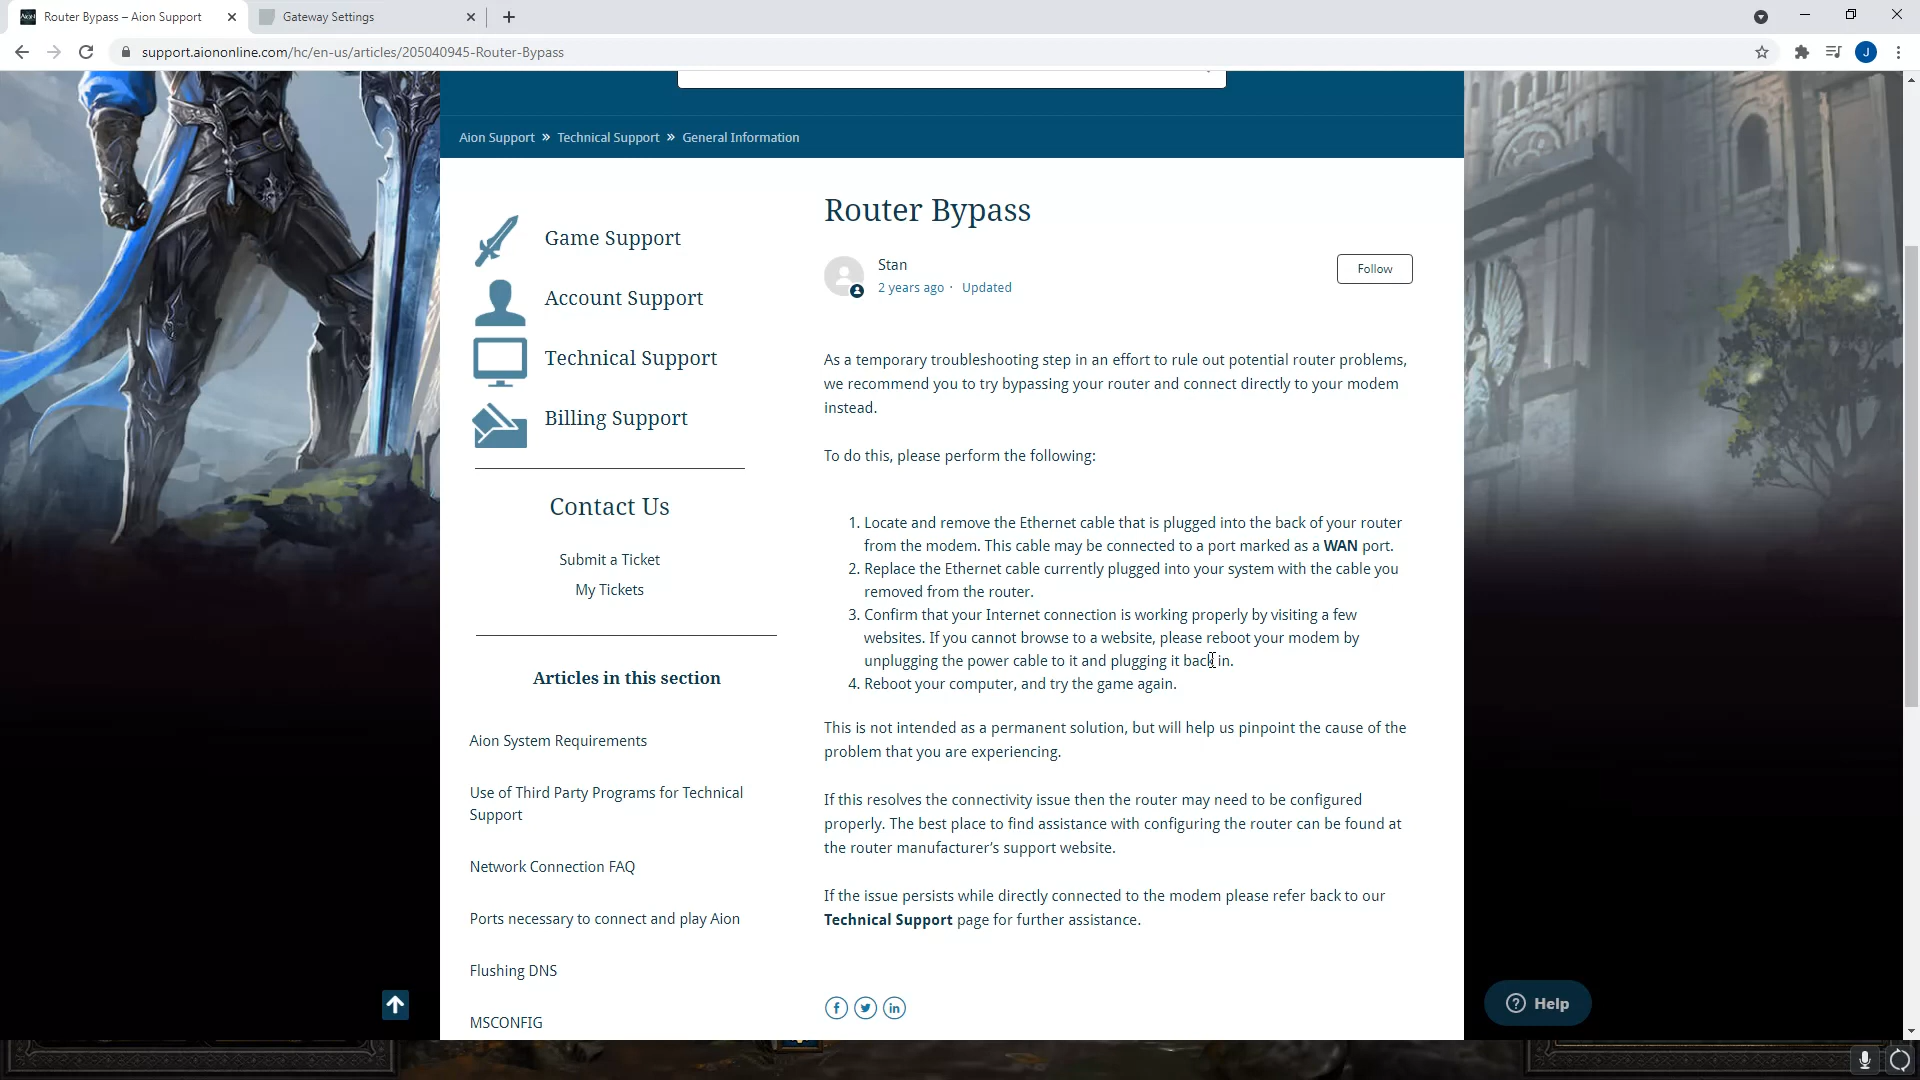 Router Bypass – Aion Support
Gateway Settings
J
support.aiononline.com/hc/en-us/articles/205040945-Router-Bypass
Aion Support » Technical Support » General Information
Game Support
Account Support
Technical Support
Billing Support
Contact Us
Submit a Ticket
My Tickets
Articles in this section
Aion System Requirements
Use of Third Party Programs for Technical
Support
Network Connection FAQ
Ports necessary to connect and play Aion
Flushing DNS
MSCONFIG
Router Bypass
Stan
2 years ago · Updated
Follow
As a temporary troubleshooting step in an effort to rule out potential router problems,
we recommend you to try bypassing your router and connect directly to your modem
instead.
To do this, please perform the following:
1. Locate and remove the Ethernet cable that is plugged into the back of your router
from the modem. This cable may be connected to a port marked as a WAN port.
2. Replace the Ethernet cable currently plugged into your system with the cable you
removed from the router.
3. Confirm that your Internet connection is working properly by visiting a few
websites. If you cannot browse to a website, please reboot your modem by
unplugging the power cable to it and plugging it back in.
4. Reboot your computer, and try the game again.
This is not intended as a permanent solution, but will help us pinpoint the cause of the
problem that you are experiencing.
If this resolves the connectivity issue then the router may need to be configured
properly. The best place to find assistance with configuring the router can be found at
the router manufacturer’s support website.
If the issue persists while directly connected to the modem please refer back to our
Technical Support page for further assistance.
Help